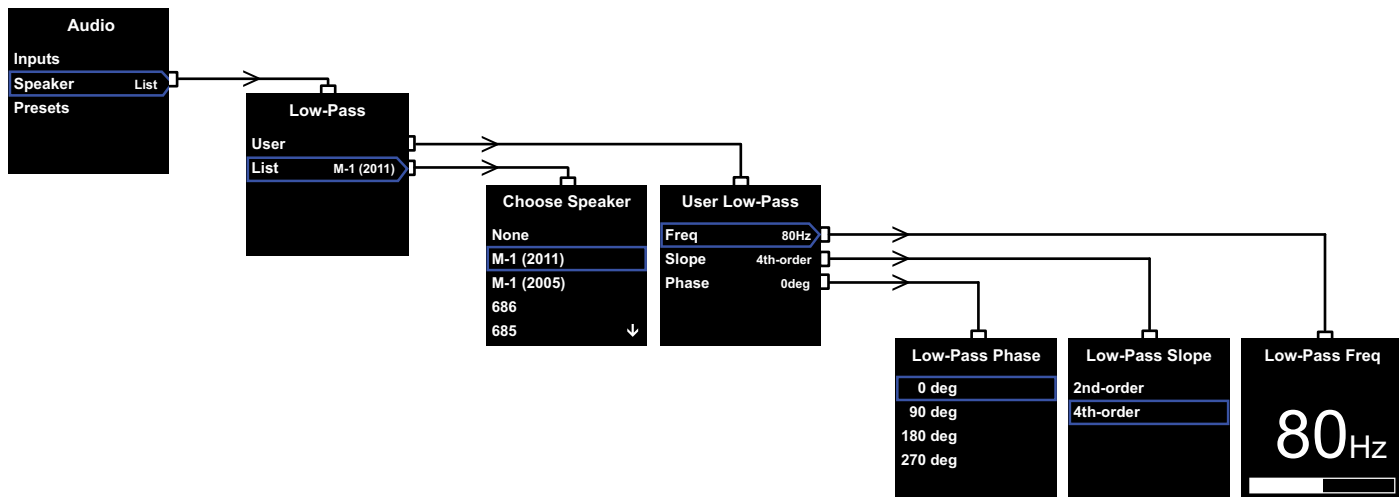 Audio
Inputs
Speaker List
Presets
Low-Pass
User
List M-1 (2011)
Choose Speaker
None
M-1 (2011)
M-1 (2005)
686
685
User Low-Pass
Freq 80Hz
Slope 4th-order
Phase 0deg
Low-Pass Phase
0 deg
90 deg
180 deg
270 deg
Low-Pass Slope
2nd-order
4th-order
Low-Pass Freq
80Hz